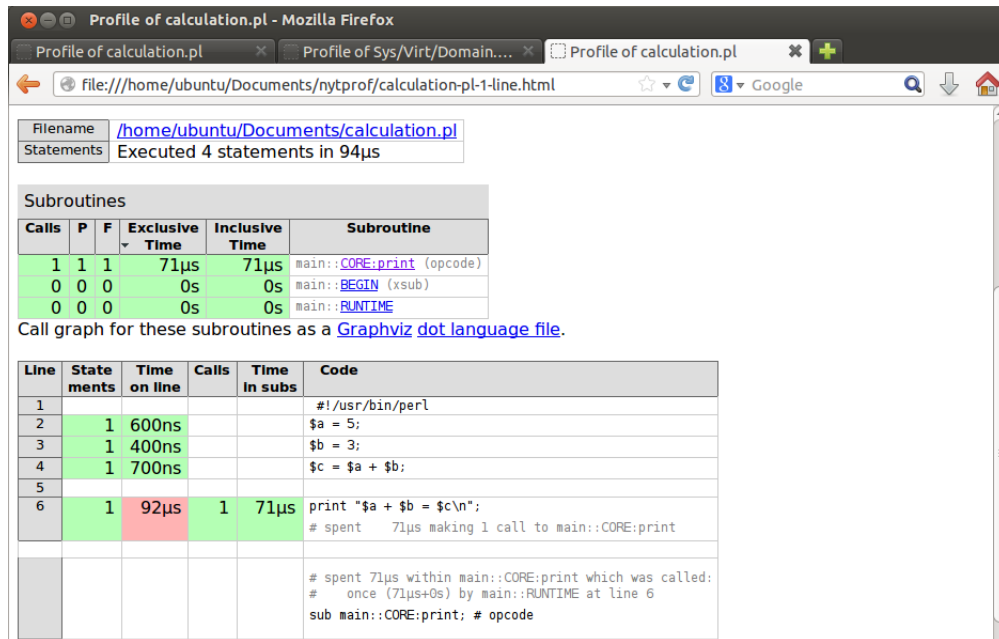 Profile of calculation.pl - Mozilla Firefox
Profile of calculation.pl
Profile of Sys/Virt/Domain....
Profile of calculation.pl
file:///home/ubuntu/Documents/nytprof/calculation-pl-1-line.html
Google
Filename /home/ubuntu/Documents/calculation.pl
Statements Executed 4 statements in 94µs
Subroutines
Calls P F Exclusive Time Inclusive Time Subroutine
1 1 1 71µs 71µs main::CORE:print (opcode)
0 0 0 0s 0s main::BEGIN (xsub)
0 0 0 0s 0s main::RUNTIME
Call graph for these subroutines as a Graphviz dot language file.
Line State ments Time on line Calls Time in subs Code
1 #!/usr/bin/perl
2 1 600ns $a = 5;
3 1 400ns $b = 3;
4 1 700ns $c = $a + $b;
5
6 1 92µs 1 71µs print "$a + $b = $c\n";
# spent 71µs making 1 call to main::CORE:print
# spent 71µs within main::CORE:print which was called:
# once (71µs+0s) by main::RUNTIME at line 6
sub main::CORE:print; # opcode